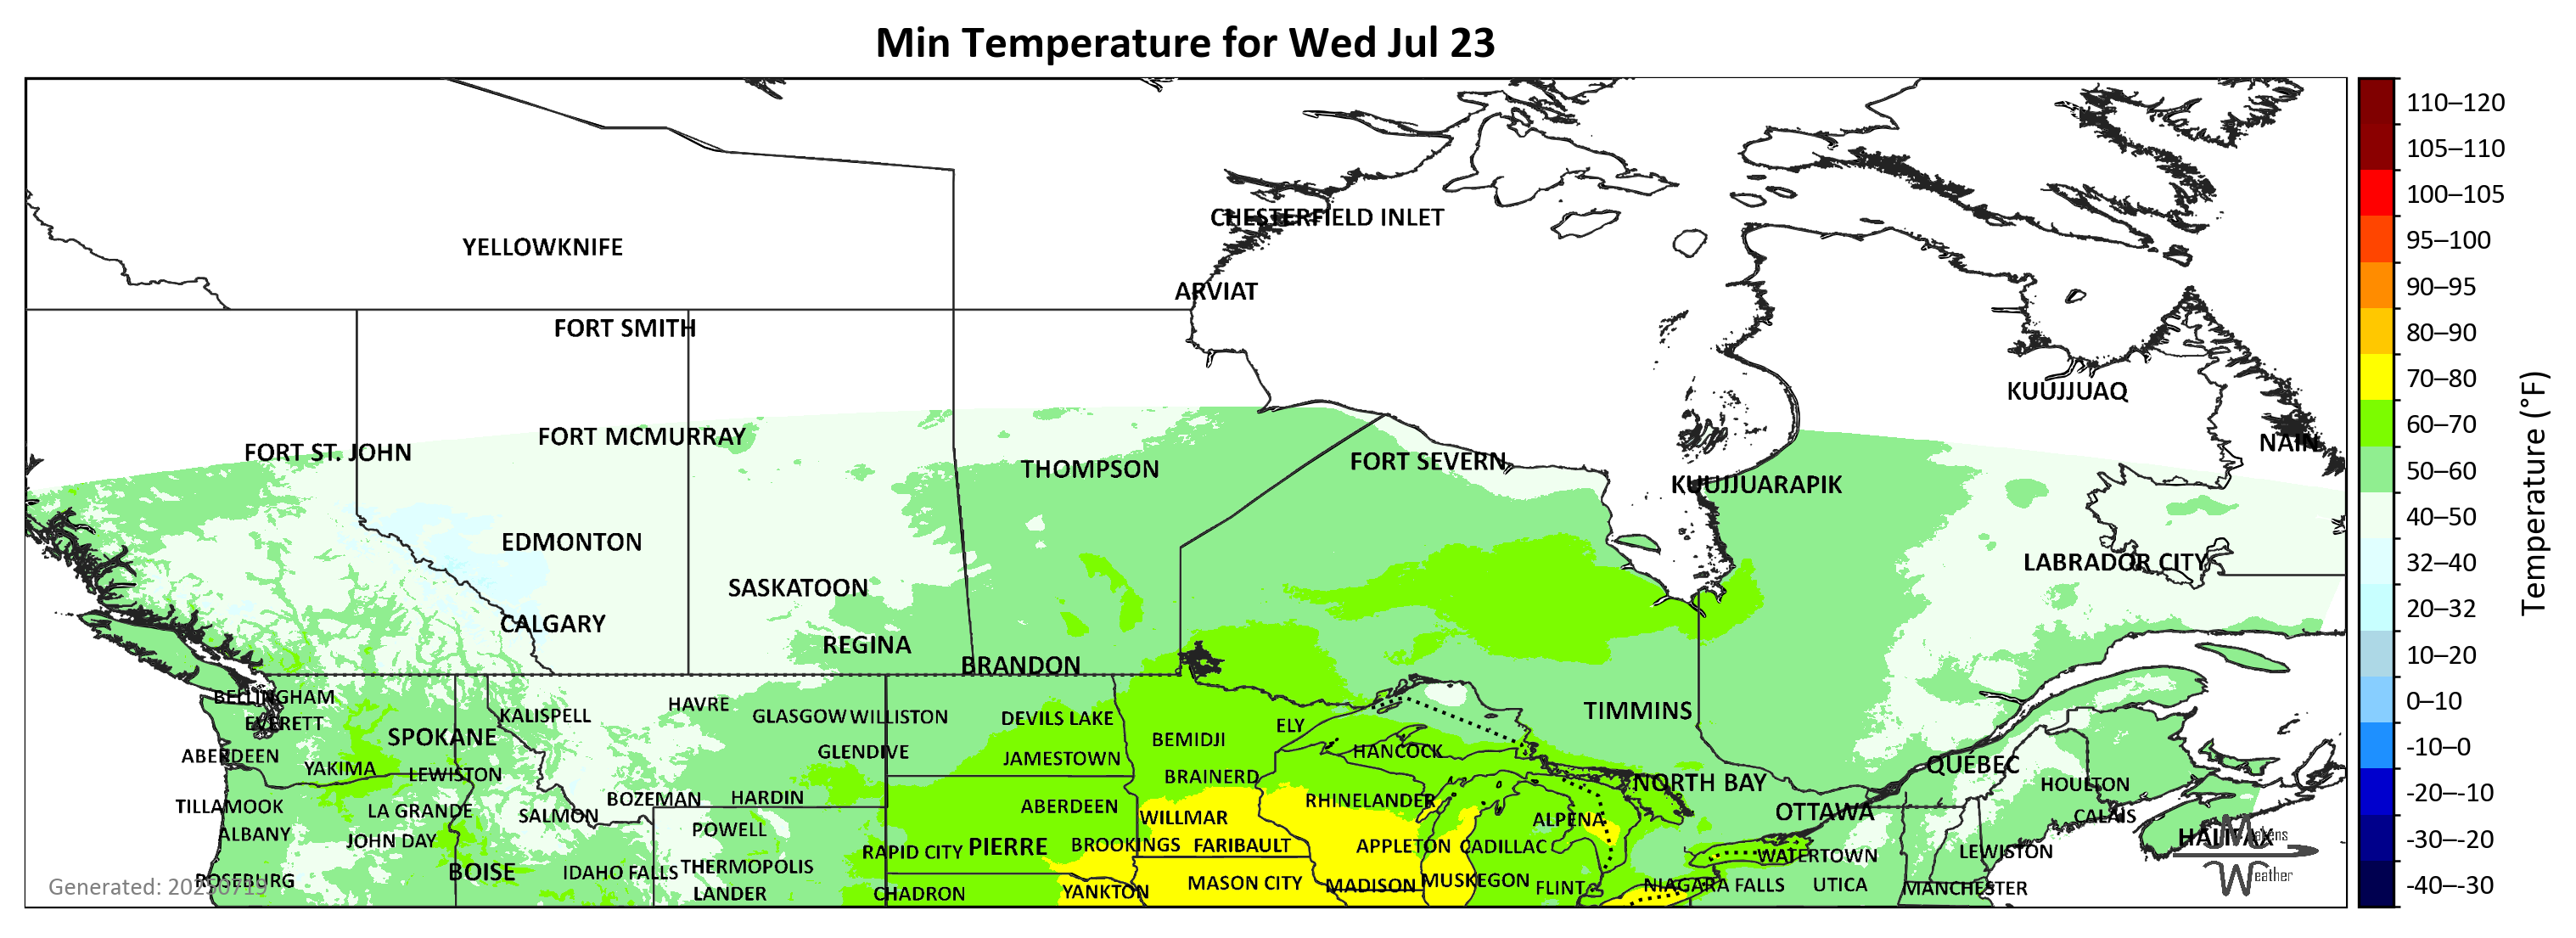 Min Temperature for Wed Jul 23
110–120
105–110
100–105
95–100
90–95
80–90
70–80
60–70
50–60
40–50
32–40
20–32
10–20
0–10
-10–0
-20–-10
-30–-20
-40–-30
Temperature (°F)
CHESTERFIELD INLET
YELLOWKNIFE
ARVIAT
FORT SMITH
KUUJJUAQ
FORT MCMURRAY
NAIN
FORT ST. JOHN
FORT SEVERN
THOMPSON
KUUJJUARAPIK
EDMONTON
LABRADOR CITY
SASKATOON
CALGARY
REGINA
BRANDON
BELLINGHAM
HAVRE
TIMMINS
KALISPELL
GLASGOW
WILLISTON
DEVILS LAKE
EVERETT
ELY
SPOKANE
BEMIDJI
ABERDEEN
GLENDIVE
JAMESTOWN
HANCOCK
QUEBEC
YAKIMA
LEWISTON
BRAINERD
NORTH BAY
HOULTON
BOZEMAN
HARDIN
RHINELANDER
TILLAMOOK
LA GRANDE
SALMON
ABERDEEN
WILLMAR
ALPENA
OTTAWA
CALAIS
ALBANY
JOHN DAY
POWELL
HALIFAX
RAPID CITY
PIERRE
BROOKINGS
FARIBAULT
APPLETON
CADILLAC
WATERTOWN
LEWISTON
BOISE
IDAHO FALLS
THERMOPOLIS
ROSEBURG
LANDER
CHADRON
YANKTON
MASON CITY
MADISON
MUSKEGON
FLINT
NIAGARA FALLS
UTICA
MANCHESTER
Generated: 20250719
Makens
Weather